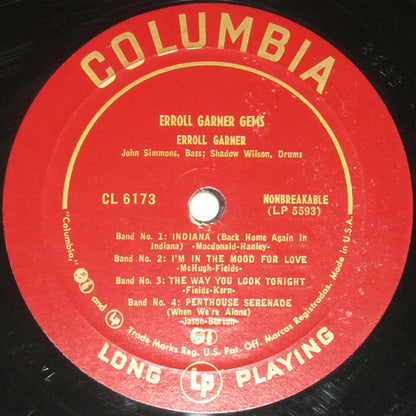 COLUMBIA
ERROLL GARNER GEMS
ERROLL GARNER
John Simmons, Bass; Shadow Wilson, Drums
CL 6173
NONBREAKABLE
(LP 5593)
Band No. 1: INDIANA (Back Home Again In
Indiana) -Macdonald-Hanley-
Band No. 2: I'M IN THE MOOD FOR LOVE
-McHugh-Fields-
Band No. 3: THE WAY YOU LOOK TONIGHT
-Fields-Kern-
Band No. 4: PENTHOUSE SERENADE
(When We're Alone)
-Jason-Burton-
"Columbia," and LP Trade Marks Reg. U.S. Pat. Off. Marcas Registradas. Made in U.S.A.
LONG LP PLAYING